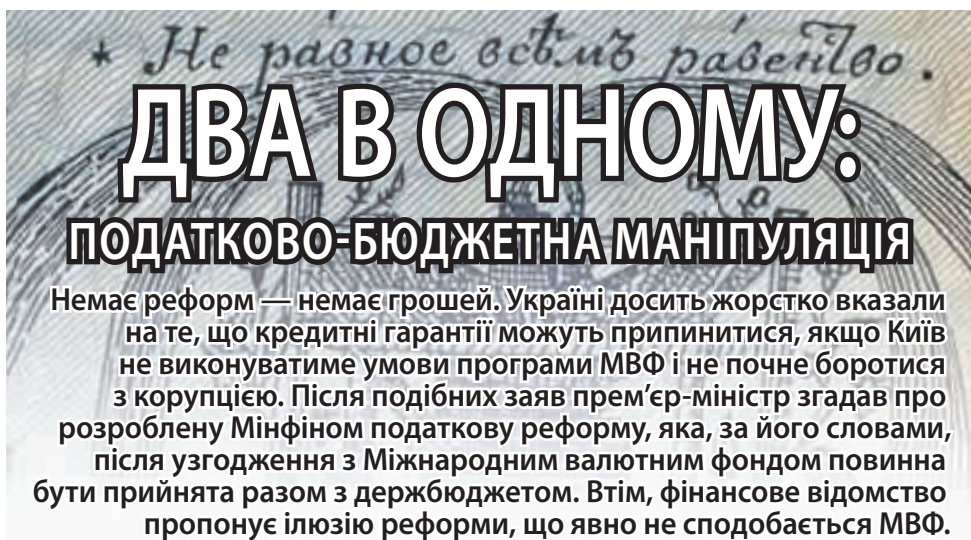 * Не равное всѣмъ равенство.
ДВА В ОДНОМУ:
ПОДАТКОВО-БЮДЖЕТНА МАНІПУЛЯЦІЯ
Немає реформ — немає грошей. Україні досить жорстко вказали
на те, що кредитні гарантії можуть припинитися, якщо Київ
не виконуватиме умови програми МВФ і не почне боротися
з корупцією. Після подібних заяв прем’єр-міністр згадав про
розроблену Мінфіном податкову реформу, яка, за його словами,
після узгодження з Міжнародним валютним фондом повинна
бути прийнята разом з держбюджетом. Втім, фінансове відомство
пропонує ілюзію реформи, що явно не сподобається МВФ.